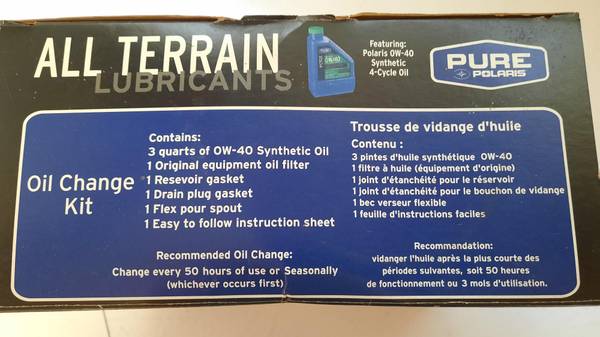 ALL TERRAIN
LUBRICANTS
Featuring:
Polaris 0W-40
Synthetic
4-Cycle Oil
PURE
POLARIS
Oil Change
Kit
Contains:
3 quarts of OW-40 Synthetic Oil
1 Original equipment oil filter
1 Resevoir gasket
1 Drain plug gasket
1 Flex pour spout
1 Easy to follow instruction sheet
Recommended Oil Change:
Change every 50 hours of use or Seasonally
(whichever occurs first)
Trousse de vidange d'huile
Contenu :
3 pintes d'huile synthétique OW-40
1 filtre à huile (équipement d'origine)
1 joint d'étanchéité pour le réservoir
1 joint d'étanchéité pour le bouchon de vidange
1 bec verseur flexible
1 feuille d'instructions faciles
Recommandation:
vidanger l'huile après la plus courte des
périodes suivantes, soit 50 heures
de fonctionnement ou 3 mois d'utilisation.